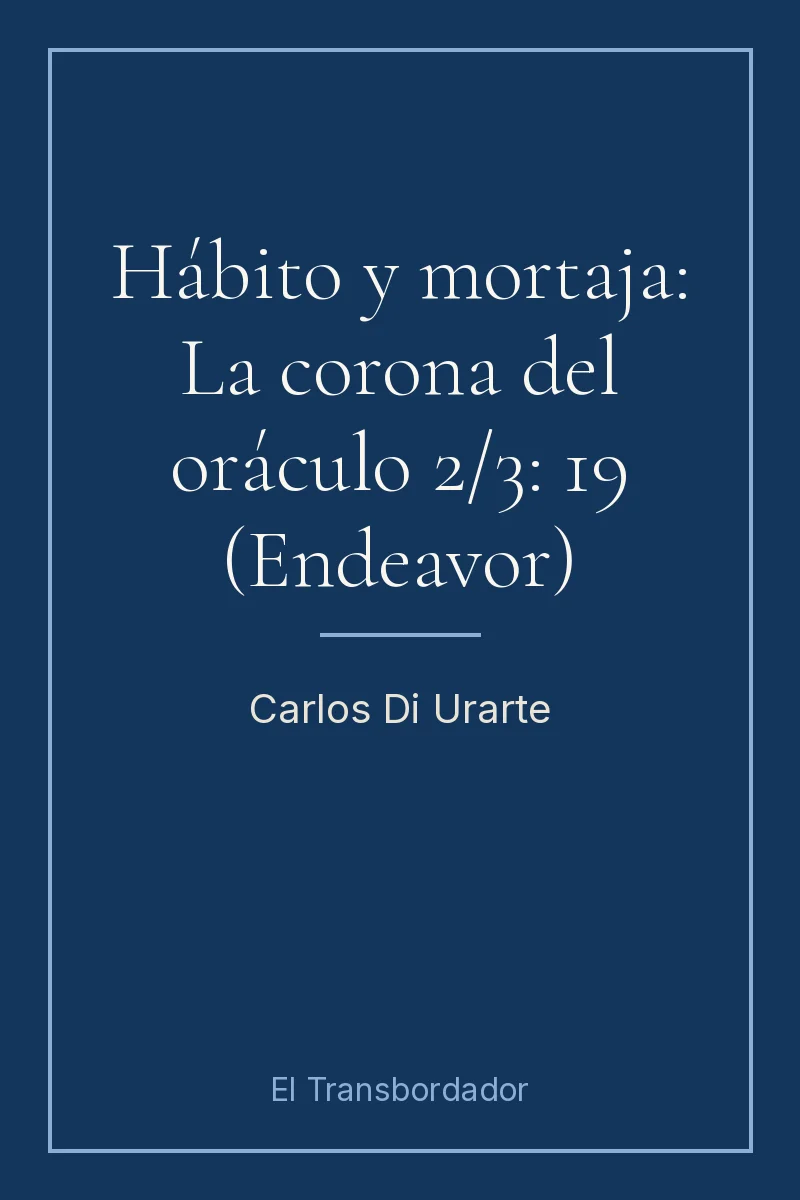 Hábito y mortaja:
La corona del
oráculo 2/3: 19
(Endeavor)
Carlos Di Urarte
El Transbordador